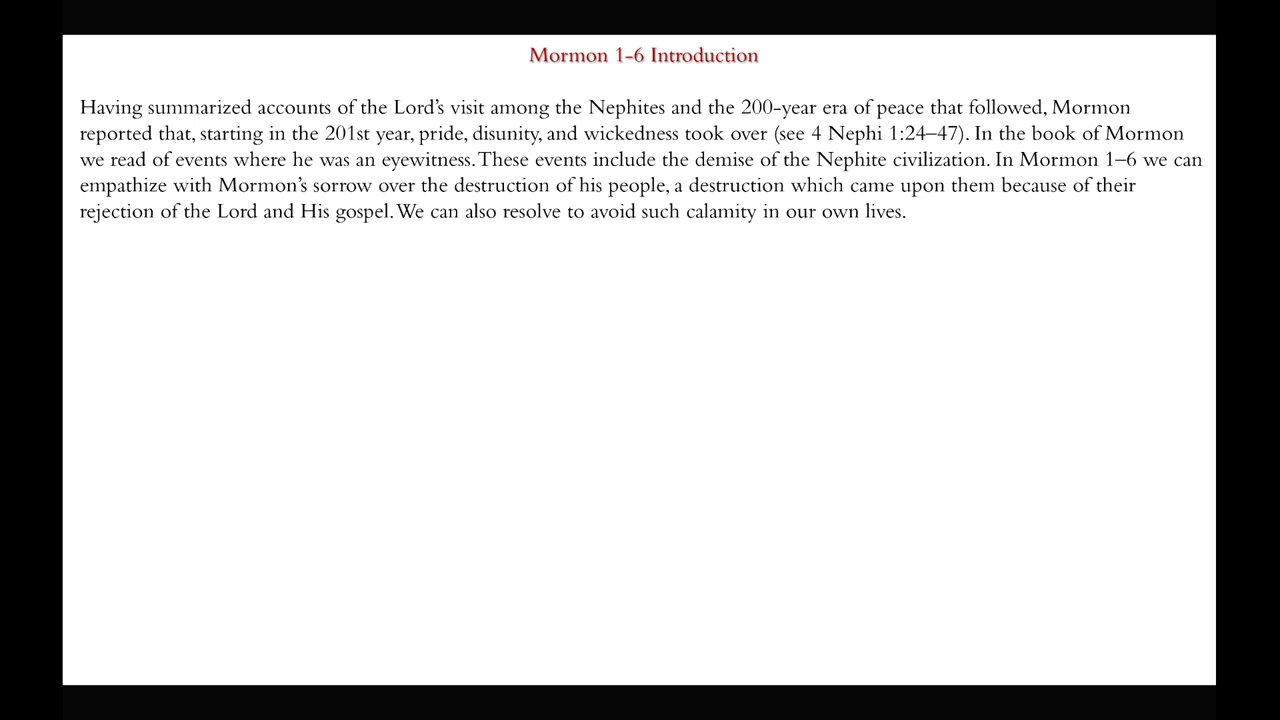 Mormon 1-6 Introduction
Having summarized accounts of the Lord’s visit among the Nephites and the 200-year era of peace that followed, Mormon
reported that, starting in the 201st year, pride, disunity, and wickedness took over (see 4 Nephi 1:24–47). In the book of Mormon
we read of events where he was an eyewitness. These events include the demise of the Nephite civilization. In Mormon 1–6 we can
empathize with Mormon’s sorrow over the destruction of his people, a destruction which came upon them because of their
rejection of the Lord and His gospel. We can also resolve to avoid such calamity in our own lives.